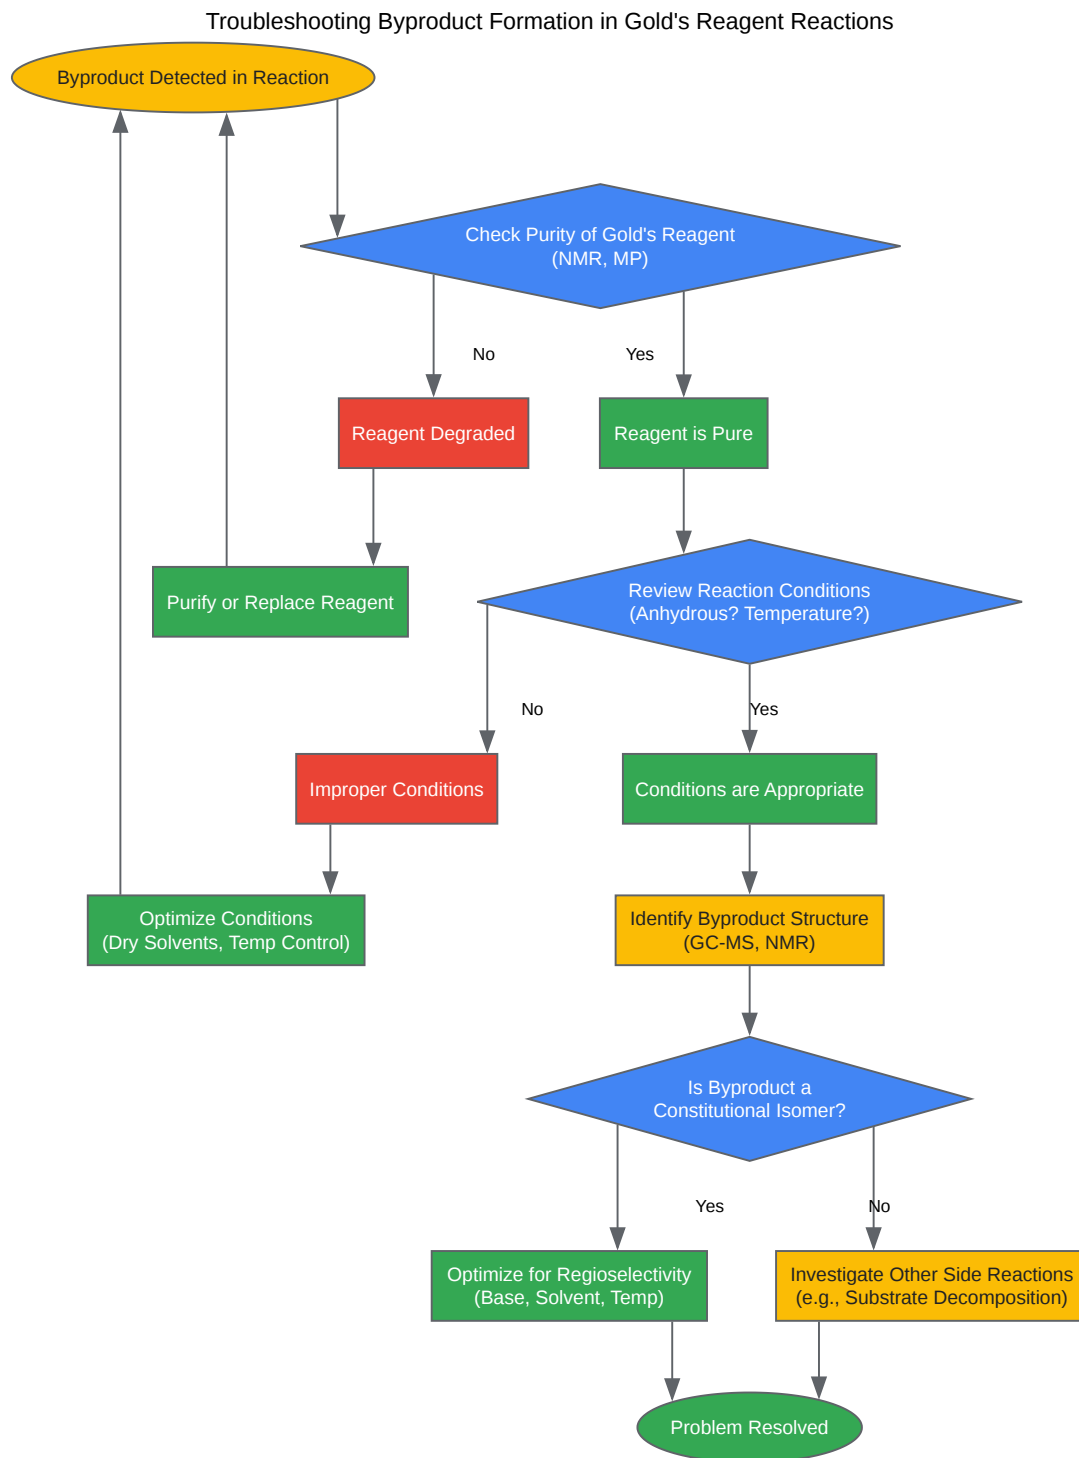 Troubleshooting Byproduct Formation in Gold's Reagent Reactions
Byproduct Detected in Reaction
Check Purity of Gold's Reagent
(NMR, MP)
No
Yes
Reagent Degraded
Reagent is Pure
Purify or Replace Reagent
Review Reaction Conditions
(Anhydrous? Temperature?)
No
Yes
Improper Conditions
Conditions are Appropriate
Optimize Conditions
(Dry Solvents, Temp Control)
Identify Byproduct Structure
(GC-MS, NMR)
Is Byproduct a
Constitutional Isomer?
Yes
No
Optimize for Regioselectivity
(Base, Solvent, Temp)
Investigate Other Side Reactions
(e.g., Substrate Decomposition)
Problem Resolved